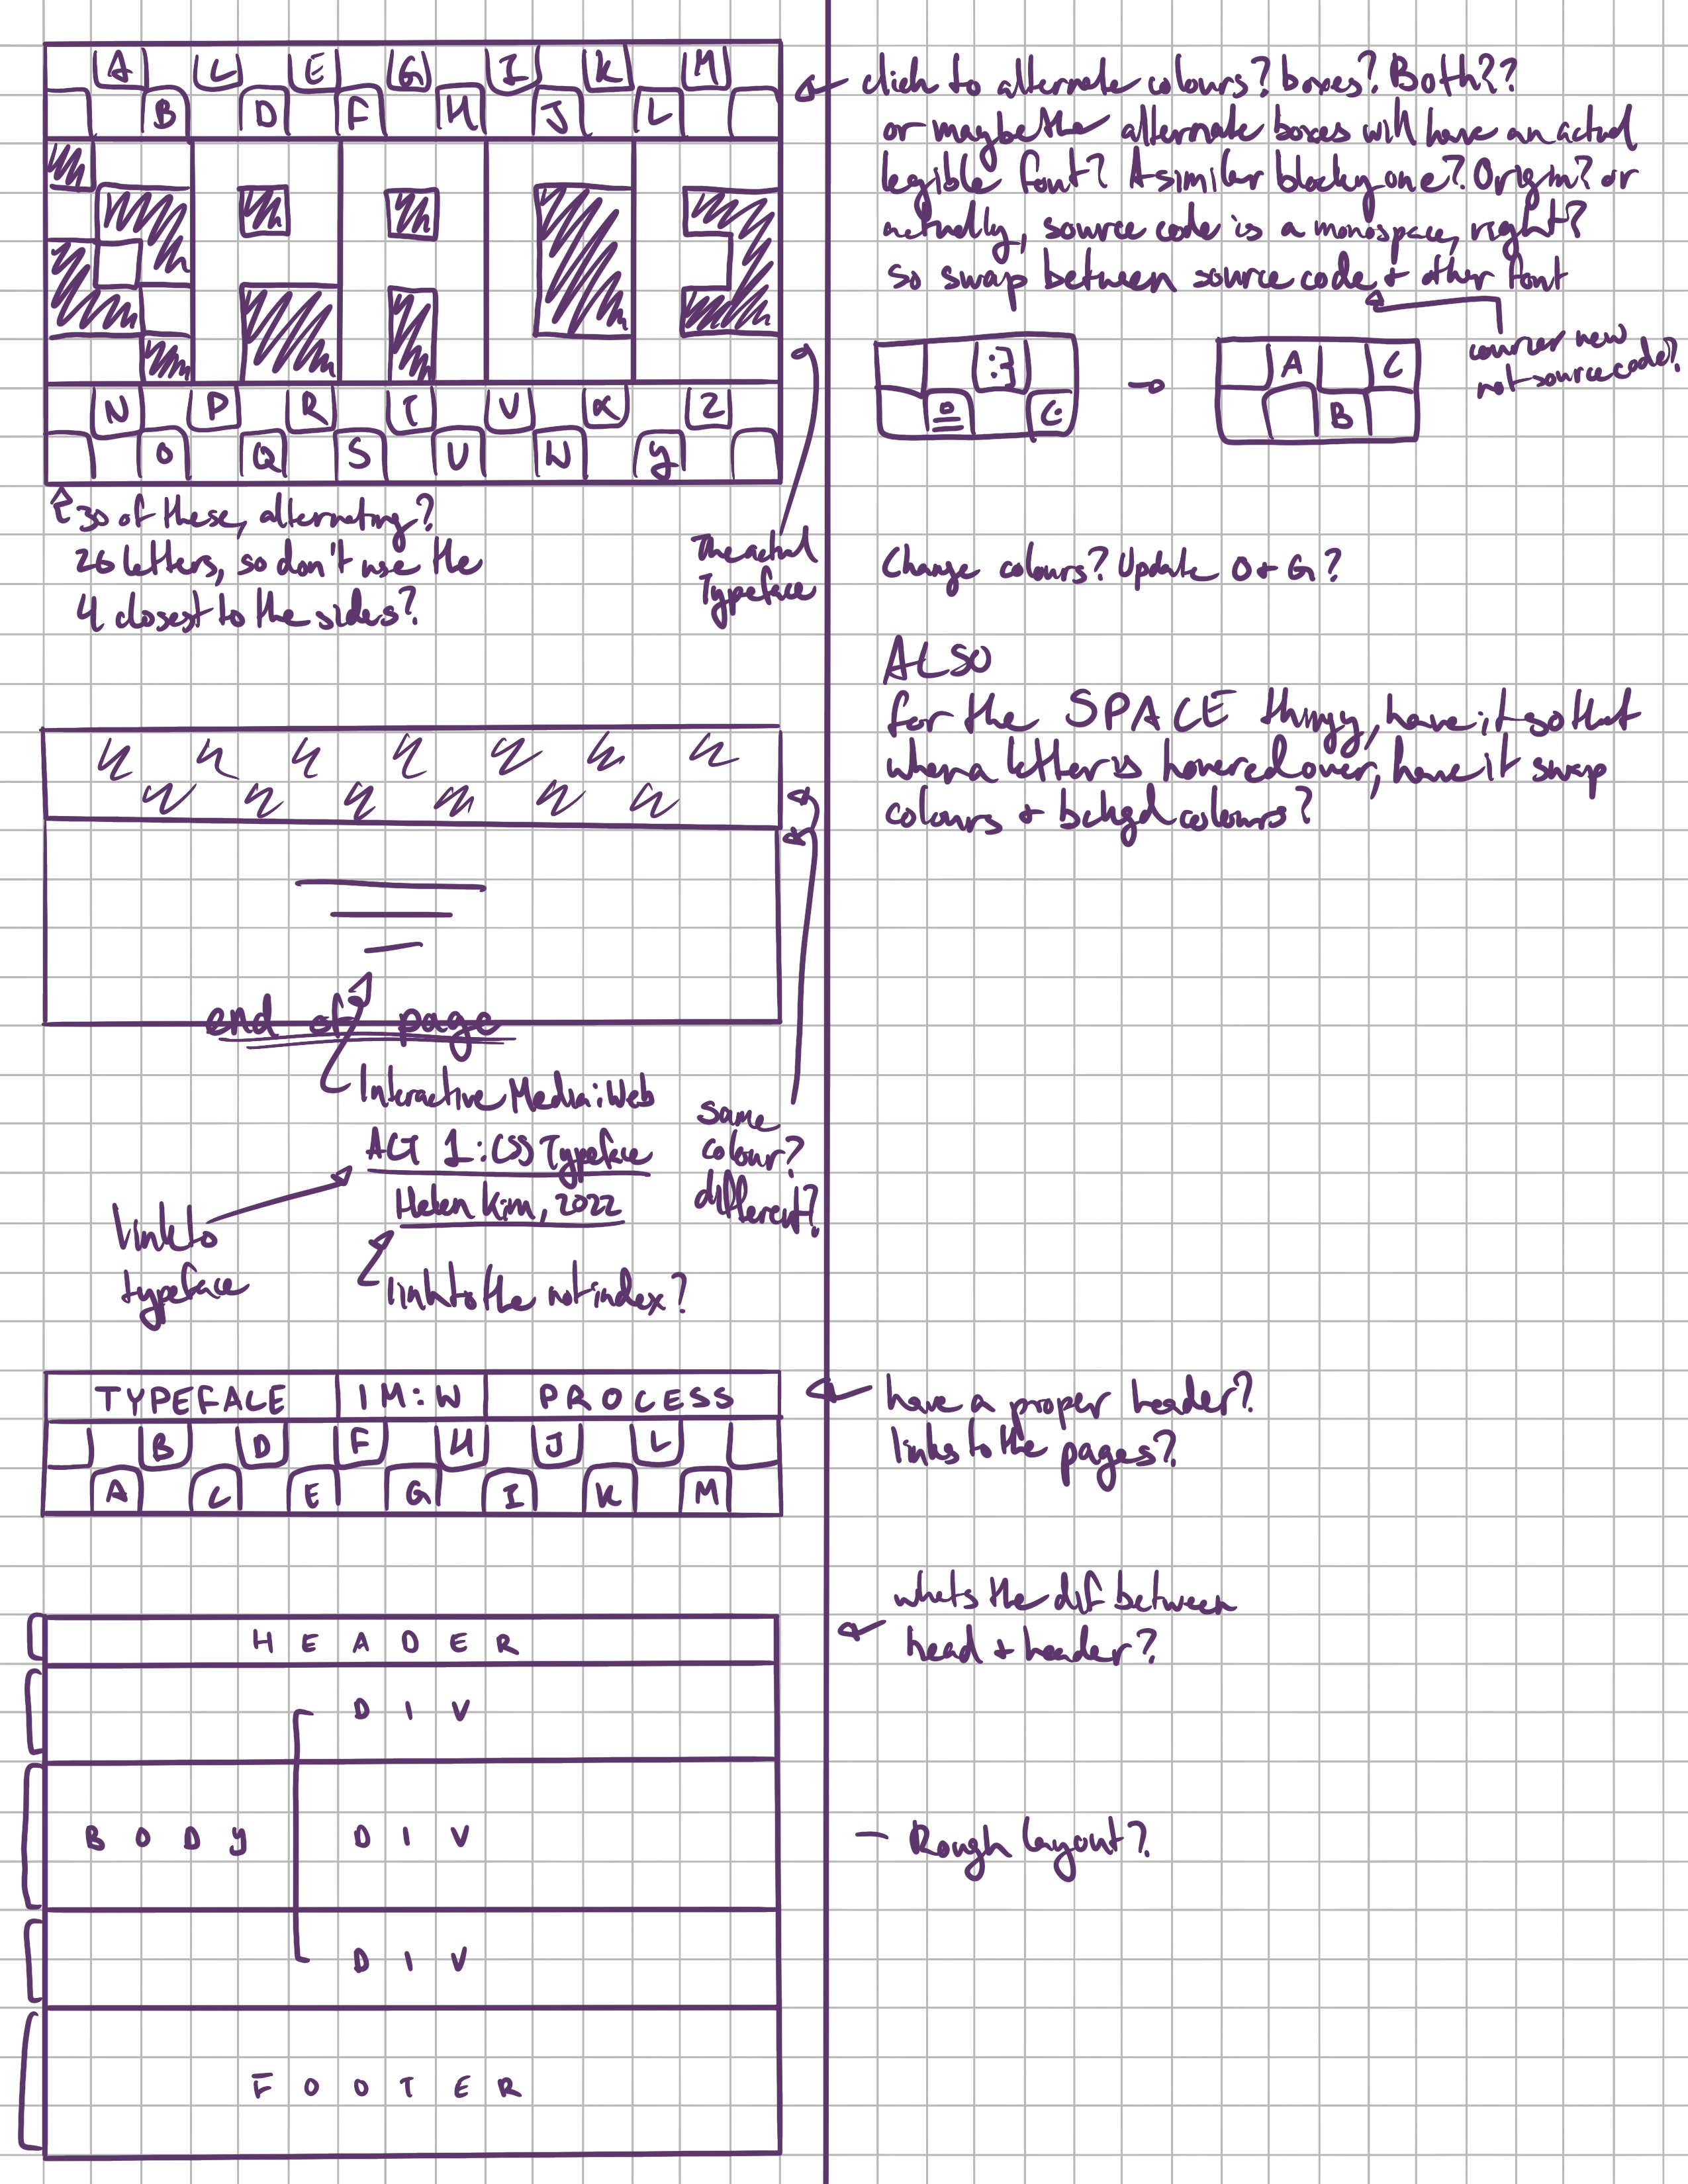 A L E G I K M
B D F H J L
click to alternate colours? boxes? Both??
or maybe the alternate boxes will have an actual
legible font? A similar blocky one? Origin? or
actually, source code is a monospace, right?
so swap between source code + other font
courier new
not source code?
:3
C:
A C
B
N P R T V X Z
O Q S U W Y
30 of these, alternating?
26 letters, so don't use the
4 closest to the sides?
The actual
Typeface
Change colours? Update O + G?
ALSO
for the SPACE thingy, have it so that
when a letter is hovered over, have it swap
colours + bckgd colours?
end of page
Interactive Media: Web
ACT 1: CSS Typeface
Helen Kim, 2022
same
colour?
different?
link to
typeface
link to the not index?
TYPEFACE IM:W PROCESS
B D F H J L
A C E G I K M
have a proper header?
links to the pages?
whats the dif between
head + header?
HEADER
DIV
BODY DIV
DIV
FOOTER
- Rough layout?